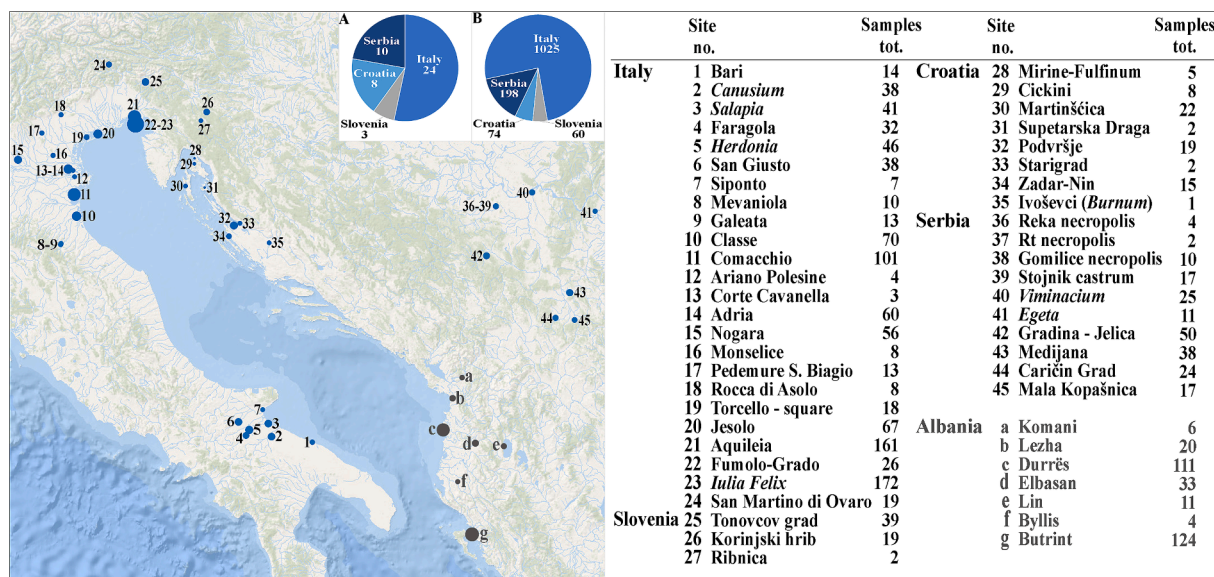 A
B
Serbia
10
Italy
24
Croatia
8
Slovenia
3
Italy
1025
Serbia
198
Croatia
74
Slovenia
60
24
25
26
27
21
22-23
18
17
19
20
15
16
13-14
12
11
10
8-9
28
29
30
31
32
33
34
35
36-39
40
41
42
43
44
45
7
6
3
5
4
2
1
a
b
c
d
e
f
g
Site no. Samples tot. Site no. Samples tot.
Italy 1 Bari 14 Croatia 28 Mirine-Fulfinum 5
2 Canusium 38 29 Cickini 8
3 Salapia 41 30 Martinšćica 22
4 Faragola 32 31 Supetarska Draga 2
5 Herdonia 46 32 Podvršje 19
6 San Giusto 38 33 Starigrad 2
7 Siponto 7 34 Zadar-Nin 15
8 Mevaniola 10 35 Ivoševci (Burnum) 1
9 Galeata 13 Serbia 36 Reka necropolis 4
10 Classe 70 37 Rt necropolis 2
11 Comacchio 101 38 Gomilice necropolis 10
12 Ariano Polesine 4 39 Stojnik castrum 17
13 Corte Cavanella 3 40 Viminacium 25
14 Adria 60 41 Egeta 11
15 Nogara 56 42 Gradina - Jelica 50
16 Monselice 8 43 Medijana 38
17 Pedemure S. Biagio 13 44 Caričin Grad 24
18 Rocca di Asolo 8 45 Mala Kopašnica 17
19 Torcello - square 18
20 Jesolo 67 Albania a Komani 6
21 Aquileia 161 b Lezha 20
22 Fumolo-Grado 26 c Durrës 111
23 Iulia Felix 172 d Elbasan 33
24 San Martino di Ovaro 19 e Lin 11
Slovenia 25 Tonovcov grad 39 f Byllis 4
26 Korinjski hrib 19 g Butrint 124
27 Ribnica 2